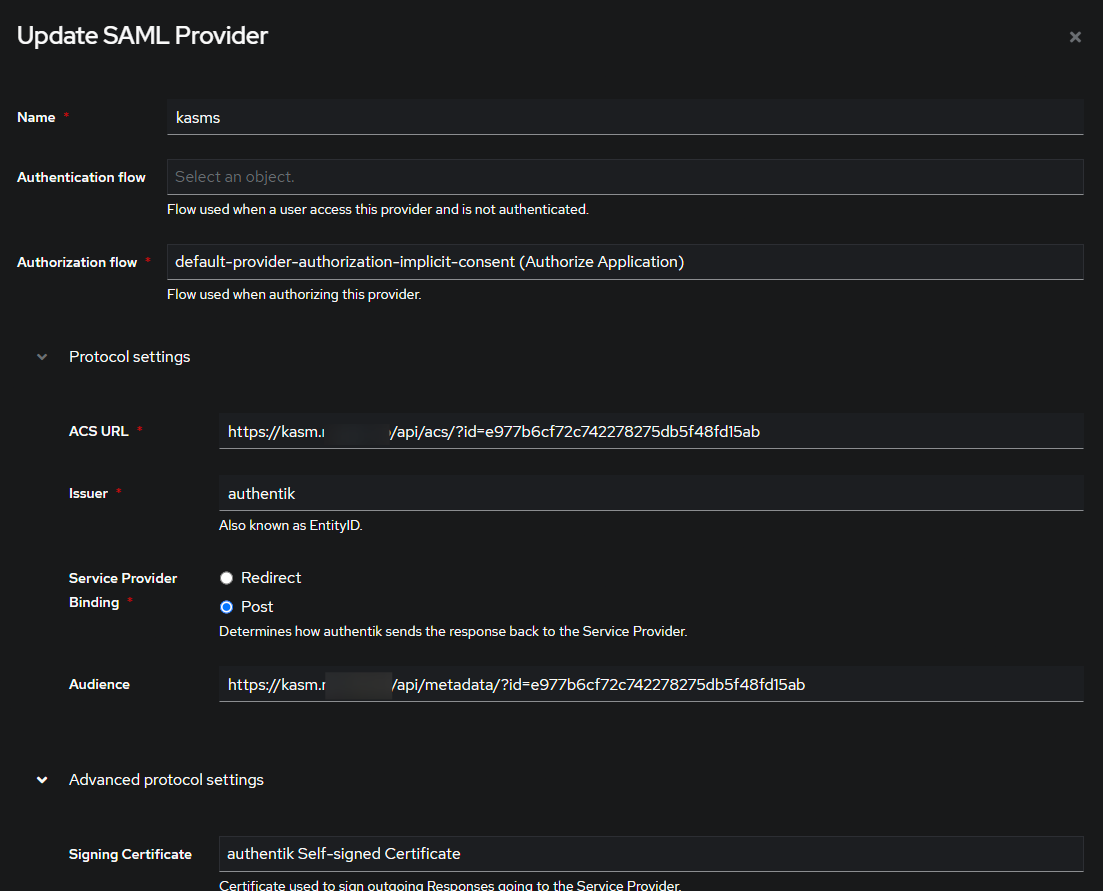 Update SAML Provider
Name *
kasms
Authentication flow
Select an object.
Flow used when a user access this provider and is not authenticated.
Authorization flow *
default-provider-authorization-implicit-consent (Authorize Application)
Flow used when authorizing this provider.
Protocol settings
ACS URL *
https://kasm. /api/acs/?id=e977b6cf72c742278275db5f48fd15ab
Issuer *
authentik
Also known as EntityID.
Service Provider
Binding *
Redirect
Post
Determines how authentik sends the response back to the Service Provider.
Audience
https://kasm. /api/metadata/?id=e977b6cf72c742278275db5f48fd15ab
Advanced protocol settings
Signing Certificate
authentik Self-signed Certificate
Certificate used to sign outgoing Responses going to the Service Provider.